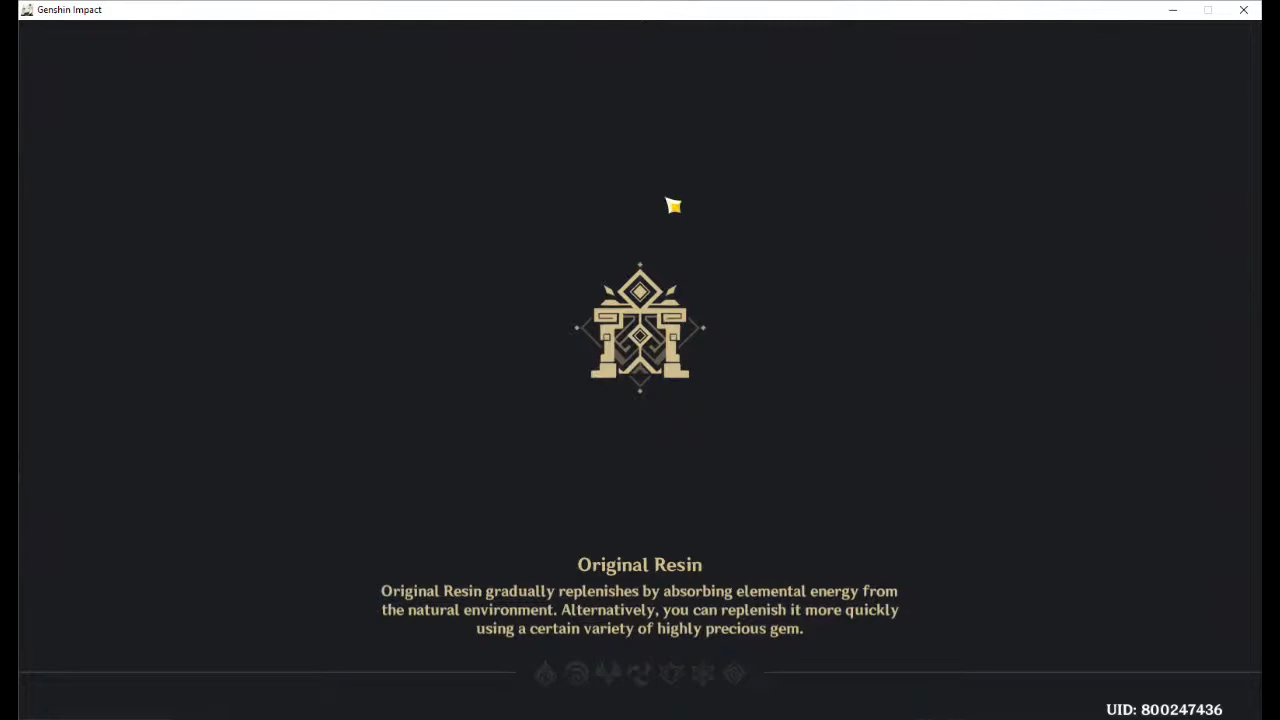 Genshin Impact
Original Resin
Original Resin gradually replenishes by absorbing elemental energy from
the natural environment. Alternatively, you can replenish it more quickly
using a certain variety of highly precious gem.
UID: 800247436